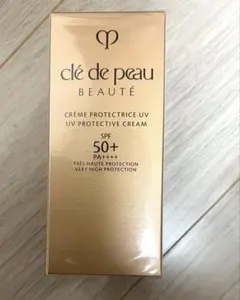 clé de peau
BEAUTÉ
CRÈME PROTECTRICE UV
UV PROTECTIVE CREAM
SPF
50+
PA++++
TRÈS HAUTE PROTECTION
VERY HIGH PROTECTION